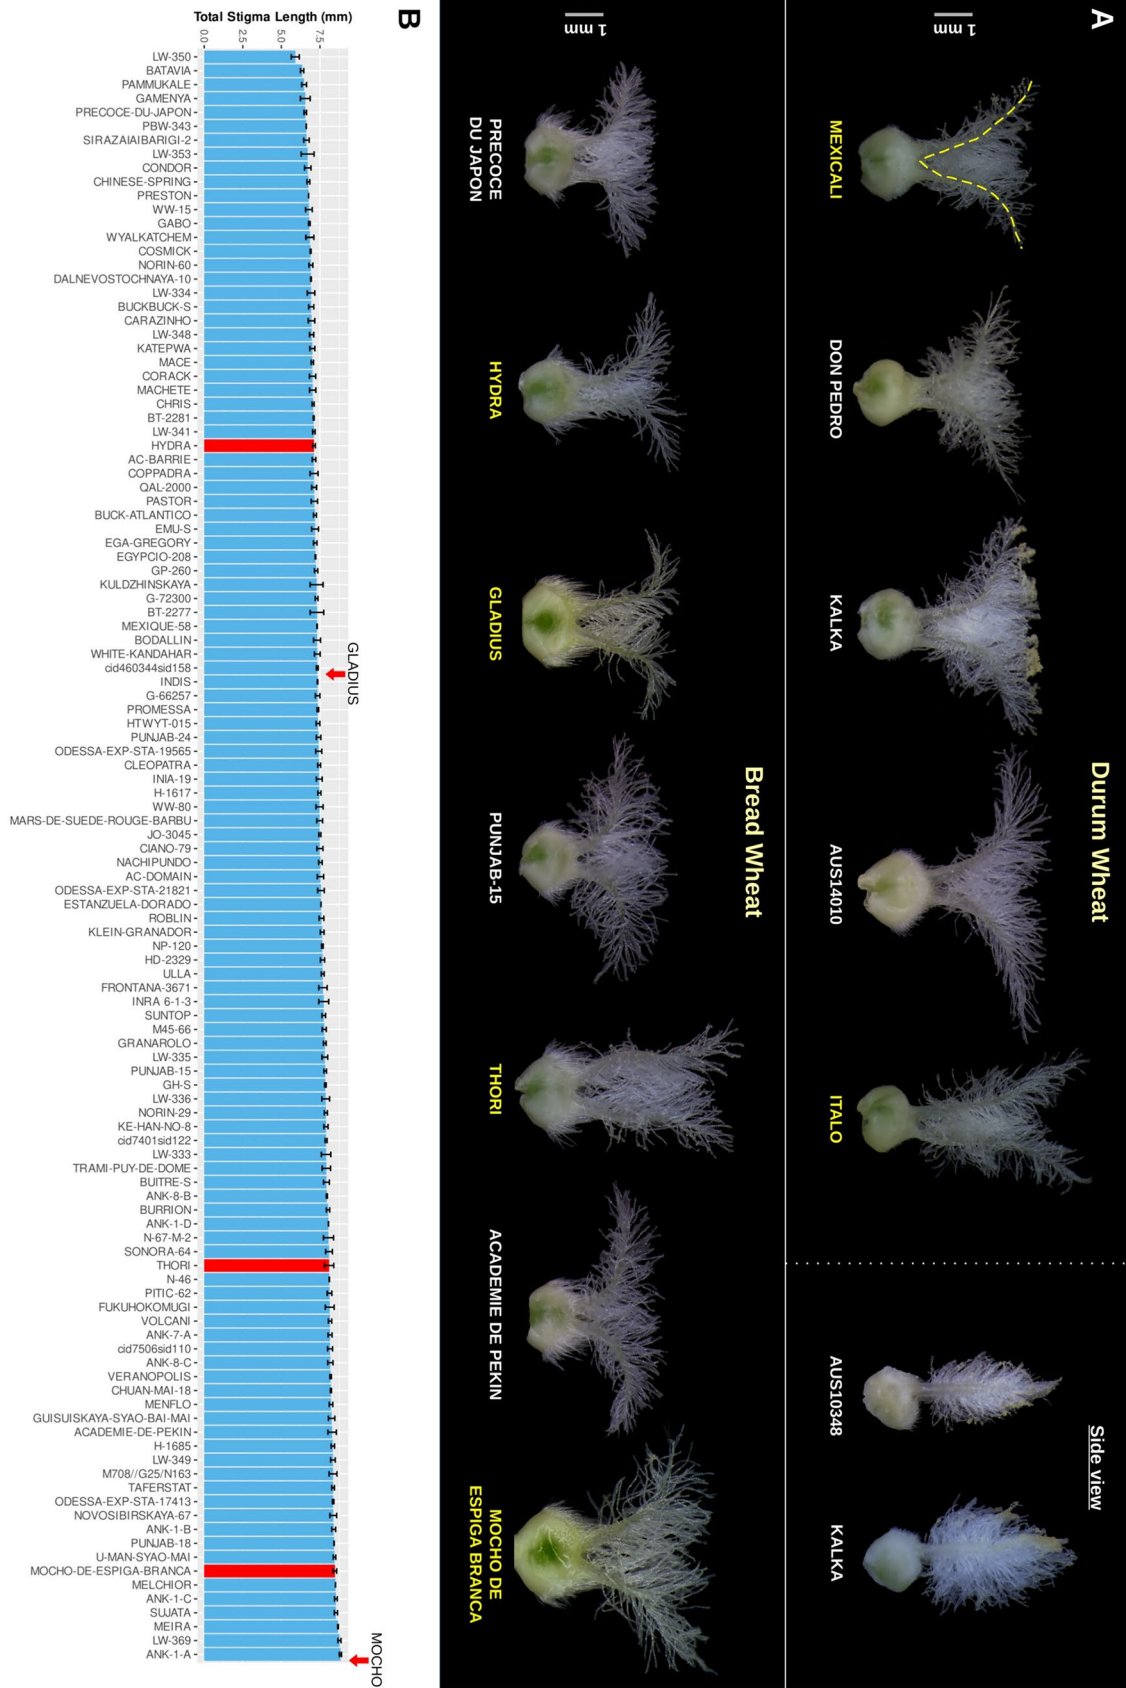 A
Durum Wheat
Side view
MEXICALI
DON PEDRO
KALKA
AUS14010
ITALO
AUS10348
KALKA
1 mm
Bread Wheat
PRECOCE
DU JAPON
HYDRA
GLADIUS
PUNJAB-15
THORI
ACADEMIE DE PEKIN
MOCHO DE
ESPIGA BRANCA
1 mm
B
Total Stigma Length (mm)
0.0
2.5
5.0
7.5
GLADIUS
MOCHO
LW-350
BATAVIA
PAMMUKALE
GAMENYA
PRECOCE-DU-JAPON
PBW-343
SIRAZAIAIBARIGI-2
LW-353
CONDOR
CHINESE-SPRING
PRESTON
WW-15
GABO
WYALKATCHEM
COSMICK
NORIN-60
DALNEVOSTOCHNAYA-10
LW-334
BUCKBUCK-S
CARAZINHO
LW-348
KATEPWA
MACE
CORACK
MACHETE
CHRIS
BT-2281
LW-341
HYDRA
AC-BARRIE
COPPADRA
QAL-2000
PASTOR
BUCK-ATLANTICO
EMU-S
EGA-GREGORY
EGYPCIO-208
GP-260
KULDZHINSKAYA
G-72300
BT-2277
MEXIQUE-58
BODALLIN
WHITE-KANDAHAR
cid460344sid158
INDIS
G-66257
PROMESSA
HTWYT-015
PUNJAB-24
ODESSA-EXP-STA-19565
CLEOPATRA
INIA-19
H-1617
WW-80
MARS-DE-SUEDE-ROUGE-BARBU
JO-3045
CIANO-79
NACHIPUNDO
AC-DOMAIN
ODESSA-EXP-STA-21821
ESTANZUELA-DORADO
ROBLIN
KLEIN-GRANADOR
NP-120
HD-2329
ULLA
FRONTANA-3671
INRA 6-1-3
SUNTOP
M45-66
GRANAROLO
LW-335
PUNJAB-15
GH-S
LW-336
NORIN-29
KE-HAN-NO-8
cid7401sid122
LW-333
TRAMI-PUY-DE-DOME
BUITRE-S
ANK-8-B
BURRION
ANK-1-D
N-67-M-2
SONORA-64
THORI
N-46
PITIC-62
FUKUHOKOMUGI
VOLCANI
ANK-7-A
cid7506sid110
ANK-8-C
VERANOPOLIS
CHUAN-MAI-18
MENFLO
GUISUISKAYA-SYAO-BAI-MAI
ACADEMIE-DE-PEKIN
H-1685
LW-349
M708//G25/N163
TAFERSTAT
ODESSA-EXP-STA-17413
NOVOSIBIRSKAYA-67
ANK-1-B
PUNJAB-18
U-MAN-SYAO-MAI
MOCHO-DE-ESPIGA-BRANCA
MELCHIOR
ANK-1-C
SUJATA
MEIRA
LW-369
ANK-1-A